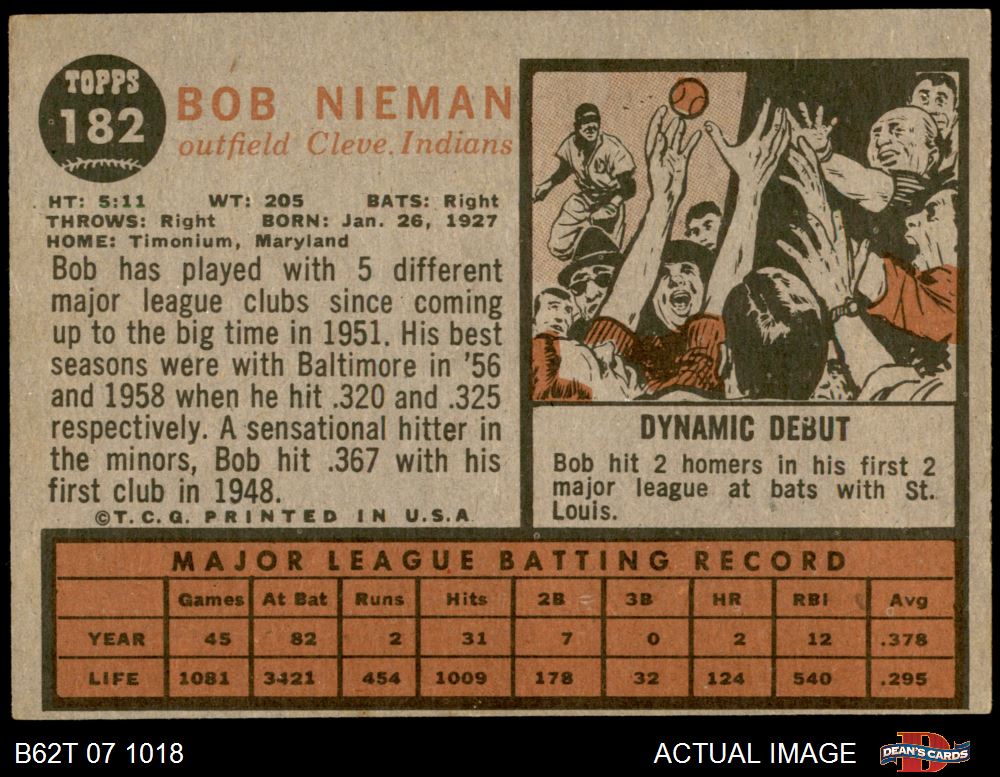 TOPPS
182
BOB NIEMAN
outfield Cleve. Indians
HT: 5:11 WT: 205 BATS: Right
THROWS: Right BORN: Jan. 26, 1927
HOME: Timonium, Maryland
Bob has played with 5 different
major league clubs since coming
up to the big time in 1951. His best
seasons were with Baltimore in '56
and 1958 when he hit .320 and .325
respectively. A sensational hitter in
the minors, Bob hit .367 with his
first club in 1948.
©T.C.G. PRINTED IN U.S.A
DYNAMIC DEBUT
Bob hit 2 homers in his first 2
major league at bats with St.
Louis.
MAJOR LEAGUE BATTING RECORD
Games At Bat Runs Hits 2B 3B HR RBI Avg
YEAR 45 82 2 31 7 0 2 12 .378
LIFE 1081 3421 454 1009 178 32 124 540 .295
B62T 07 1018 ACTUAL IMAGE DEAN'S CARDS